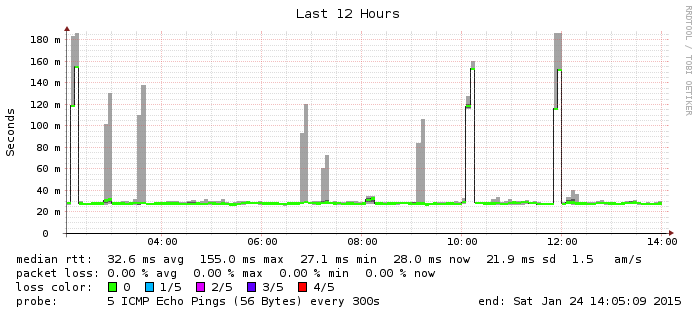 Last 12 Hours
RRDTOOL / TOBI OETIKER
Seconds
180 m
160 m
140 m
120 m
100 m
80 m
60 m
40 m
20 m
0
04:00 06:00 08:00 10:00 12:00 14:00
median rtt: 32.6 ms avg 155.0 ms max 27.1 ms min 28.0 ms now 21.9 ms sd 1.5 am/s
packet loss: 0.00 % avg 0.00 % max 0.00 % min 0.00 % now
loss color: 0 1/5 2/5 3/5 4/5
probe: 5 ICMP Echo Pings (56 Bytes) every 300s end: Sat Jan 24 14:05:09 2015